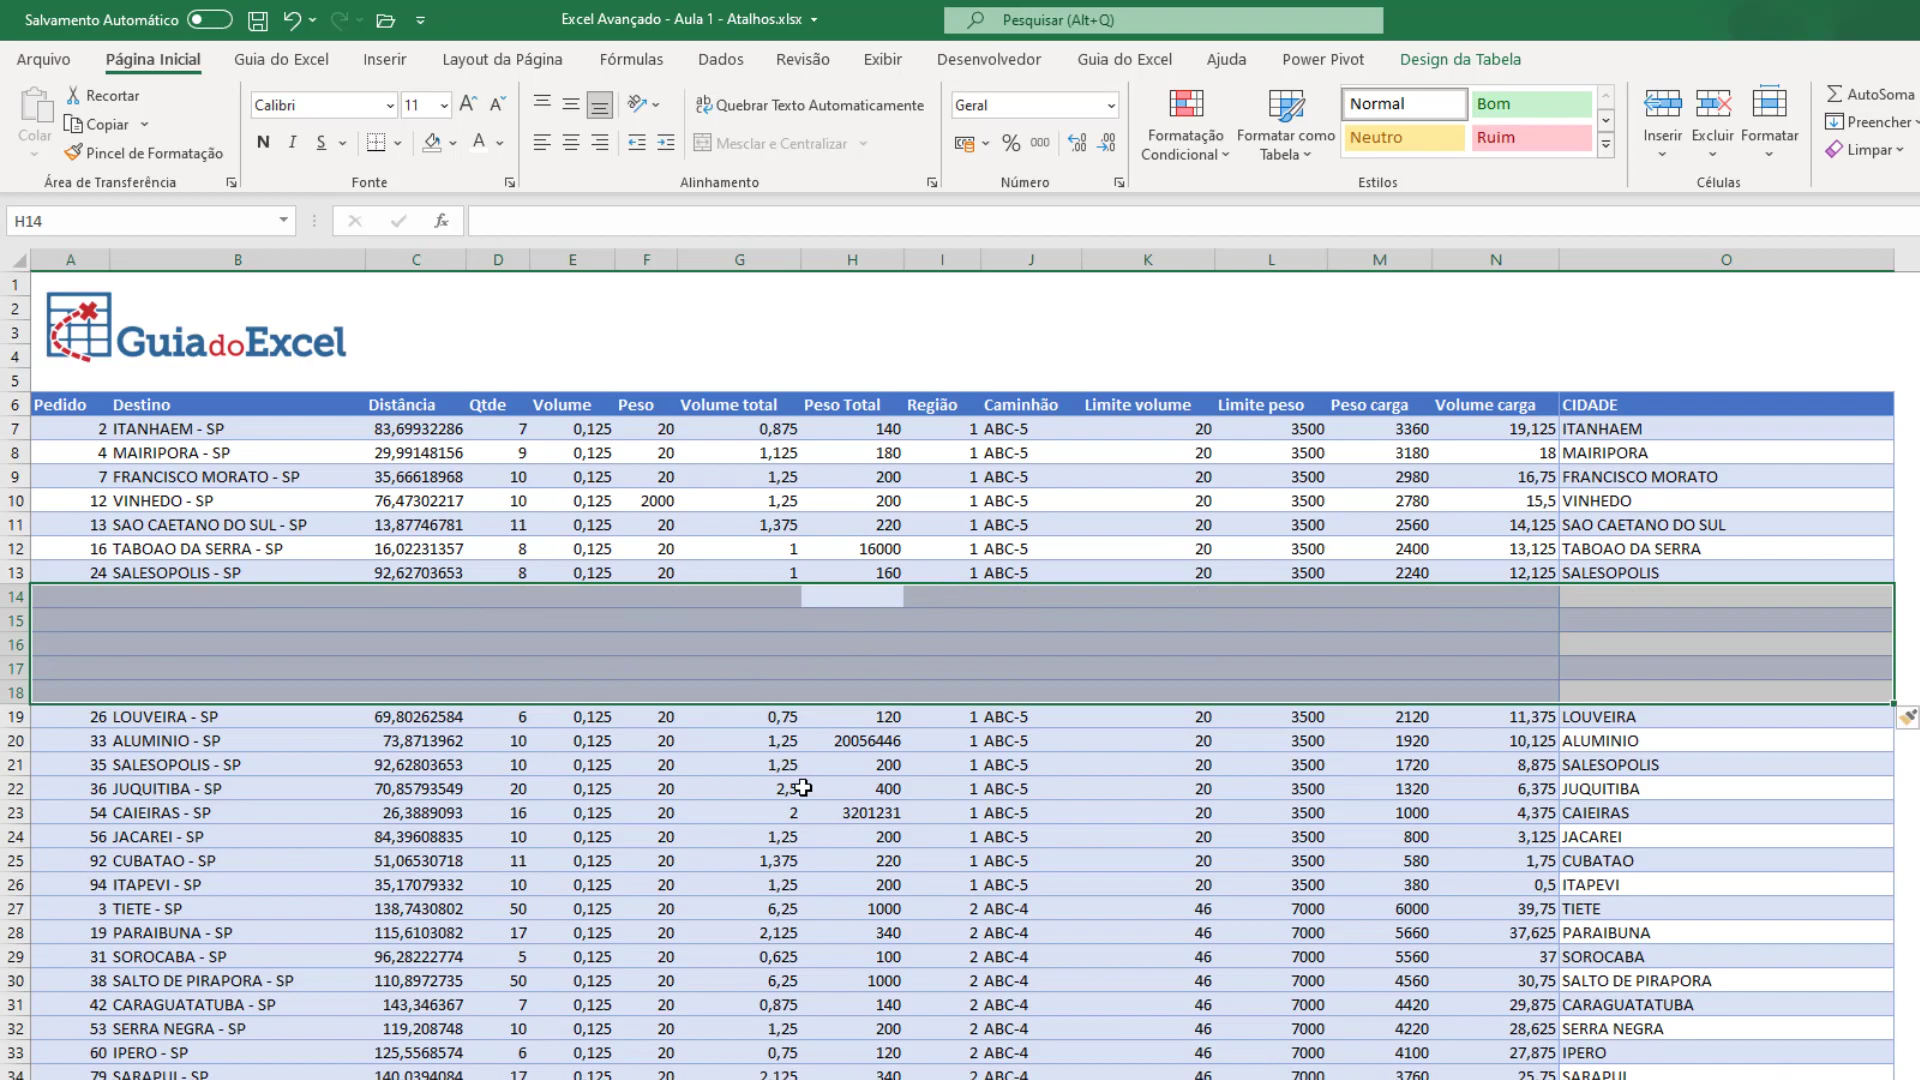 Salvamento Automático
Excel Avançado - Aula 1 - Atalhos.xlsx
Pesquisar (Alt+Q)
Arquivo Página Inicial Guia do Excel Inserir Layout da Página Fórmulas Dados Revisão Exibir Desenvolvedor Guia do Excel Ajuda Power Pivot Design da Tabela
Colar
Recortar
Copiar
Pincel de Formatação
Área de Transferência
Calibri 11
N I S
Fonte
Quebrar Texto Automaticamente
Mesclar e Centralizar
Alinhamento
Geral
% 000
Número
Formatação Condicional
Formatar como Tabela
Normal Bom
Neutro Ruim
Estilos
Inserir Excluir Formatar
Células
AutoSoma
Preencher
Limpar
H14 fx
A B C D E F G H I J K L M N O
1
2
3
4
GuiadoExcel
5
6 Pedido Destino Distância Qtde Volume Peso Volume total Peso Total Região Caminhão Limite volume Limite peso Peso carga Volume carga CIDADE
7 2 ITANHAEM - SP 83,69932286 7 0,125 20 0,875 140 1 ABC-5 20 3500 3360 19,125 ITANHAEM
8 4 MAIRIPORA - SP 29,99148156 9 0,125 20 1,125 180 1 ABC-5 20 3500 3180 18 MAIRIPORA
9 7 FRANCISCO MORATO - SP 35,66618968 10 0,125 20 1,25 200 1 ABC-5 20 3500 2980 16,75 FRANCISCO MORATO
10 12 VINHEDO - SP 76,47302217 10 0,125 2000 1,25 200 1 ABC-5 20 3500 2780 15,5 VINHEDO
11 13 SAO CAETANO DO SUL - SP 13,87746781 11 0,125 20 1,375 220 1 ABC-5 20 3500 2560 14,125 SAO CAETANO DO SUL
12 16 TABOAO DA SERRA - SP 16,02231357 8 0,125 20 1 16000 1 ABC-5 20 3500 2400 13,125 TABOAO DA SERRA
13 24 SALESOPOLIS - SP 92,62703653 8 0,125 20 1 160 1 ABC-5 20 3500 2240 12,125 SALESOPOLIS
14
15
16
17
18
19 26 LOUVEIRA - SP 69,80262584 6 0,125 20 0,75 120 1 ABC-5 20 3500 2120 11,375 LOUVEIRA
20 33 ALUMINIO - SP 73,8713962 10 0,125 20 1,25 20056446 1 ABC-5 20 3500 1920 10,125 ALUMINIO
21 35 SALESOPOLIS - SP 92,62803653 10 0,125 20 1,25 200 1 ABC-5 20 3500 1720 8,875 SALESOPOLIS
22 36 JUQUITIBA - SP 70,85793549 20 0,125 20 2,5 400 1 ABC-5 20 3500 1320 6,375 JUQUITIBA
23 54 CAIEIRAS - SP 26,3889093 16 0,125 20 2 3201231 1 ABC-5 20 3500 1000 4,375 CAIEIRAS
24 56 JACAREI - SP 84,39608835 10 0,125 20 1,25 200 1 ABC-5 20 3500 800 3,125 JACAREI
25 92 CUBATAO - SP 51,06530718 11 0,125 20 1,375 220 1 ABC-5 20 3500 580 1,75 CUBATAO
26 94 ITAPEVI - SP 35,17079332 10 0,125 20 1,25 200 1 ABC-5 20 3500 380 0,5 ITAPEVI
27 3 TIETE - SP 138,7430802 50 0,125 20 6,25 1000 2 ABC-4 46 7000 6000 39,75 TIETE
28 19 PARAIBUNA - SP 115,6103082 17 0,125 20 2,125 340 2 ABC-4 46 7000 5660 37,625 PARAIBUNA
29 31 SOROCABA - SP 96,28222774 5 0,125 20 0,625 100 2 ABC-4 46 7000 5560 37 SOROCABA
30 38 SALTO DE PIRAPORA - SP 110,8972735 50 0,125 20 6,25 1000 2 ABC-4 46 7000 4560 30,75 SALTO DE PIRAPORA
31 42 CARAGUATATUBA - SP 143,346367 7 0,125 20 0,875 140 2 ABC-4 46 7000 4420 29,875 CARAGUATATUBA
32 53 SERRA NEGRA - SP 119,208748 10 0,125 20 1,25 200 2 ABC-4 46 7000 4220 28,625 SERRA NEGRA
33 60 IPERO - SP 125,5568574 6 0,125 20 0,75 120 2 ABC-4 46 7000 4100 27,875 IPERO
34 79 SARAPUI - SP 140,0394084 17 0,125 20 2,125 340 2 ABC-4 46 7000 3760 25,75 SARAPUI